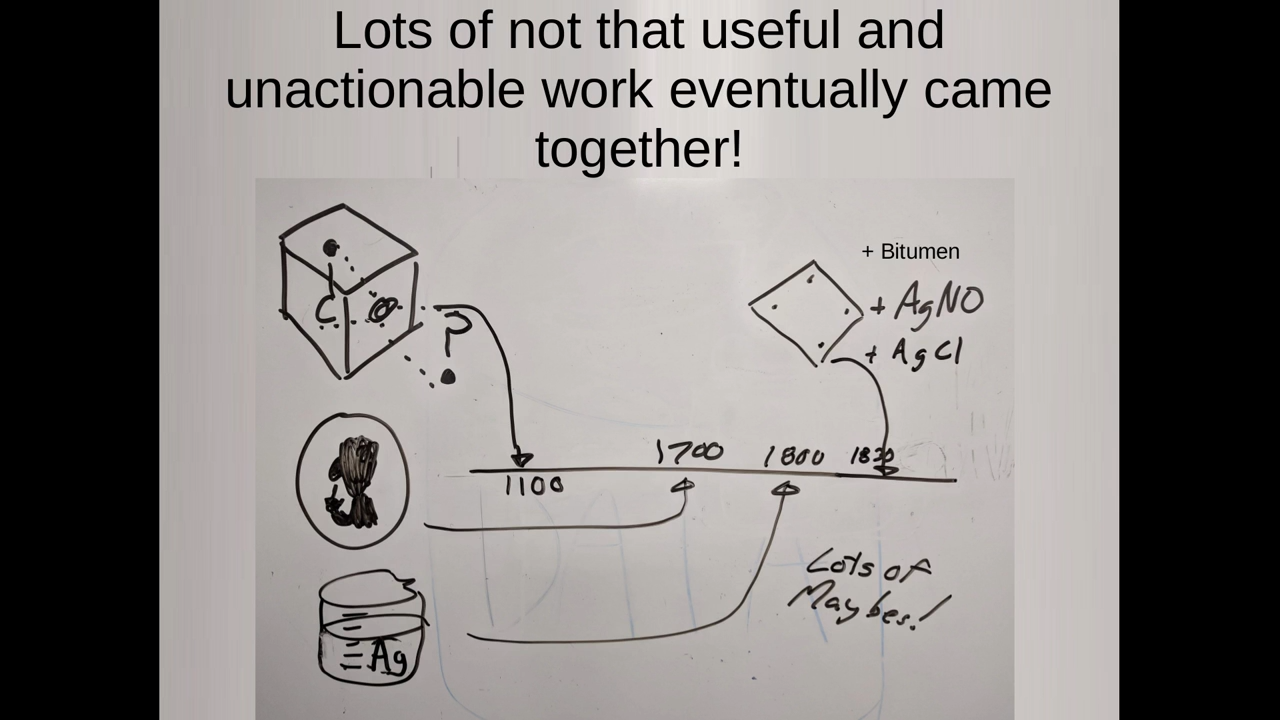 Lots of not that useful and
unactionable work eventually came
together!
+ Bitumen
+ AgNO
+ AgCl
C
?
1700
1800
1100
Lots of
Maybes!
Ag